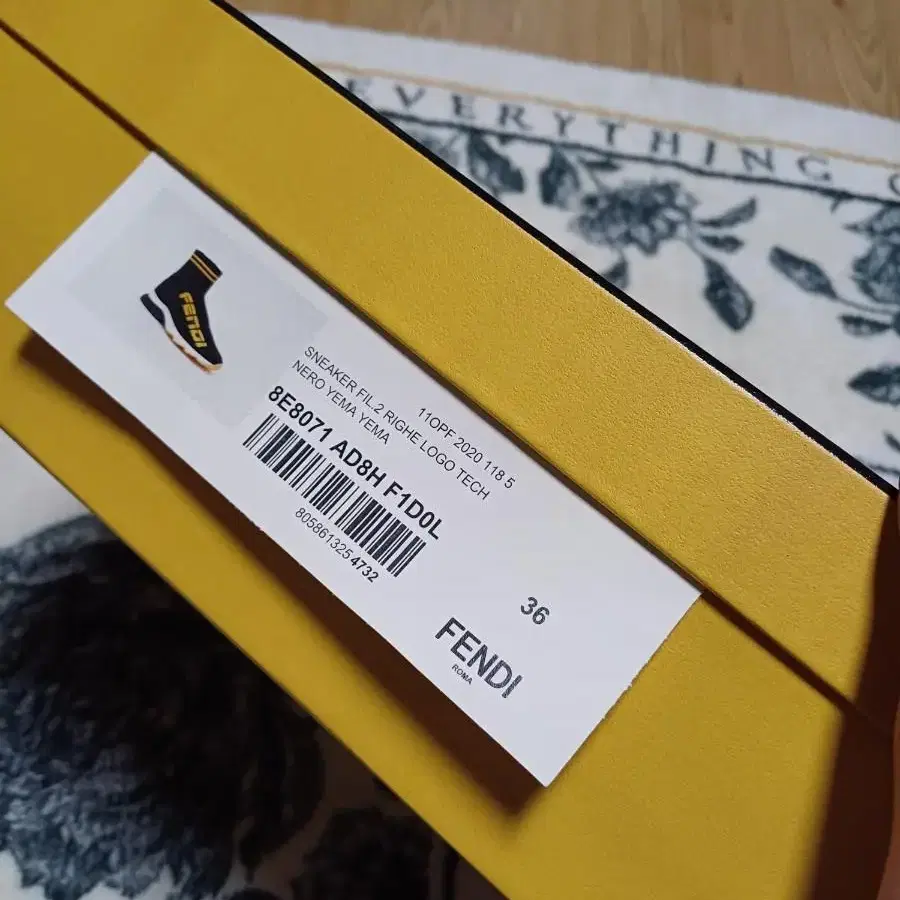 EVERYTHING
FENDI
11OPF 2020 118 5
SNEAKER FIL.2 RIGHE LOGO TECH
NERO YEMA YEMA
8E8071 AD8H F1D0L
8058613254732
36
FENDI
ROMA